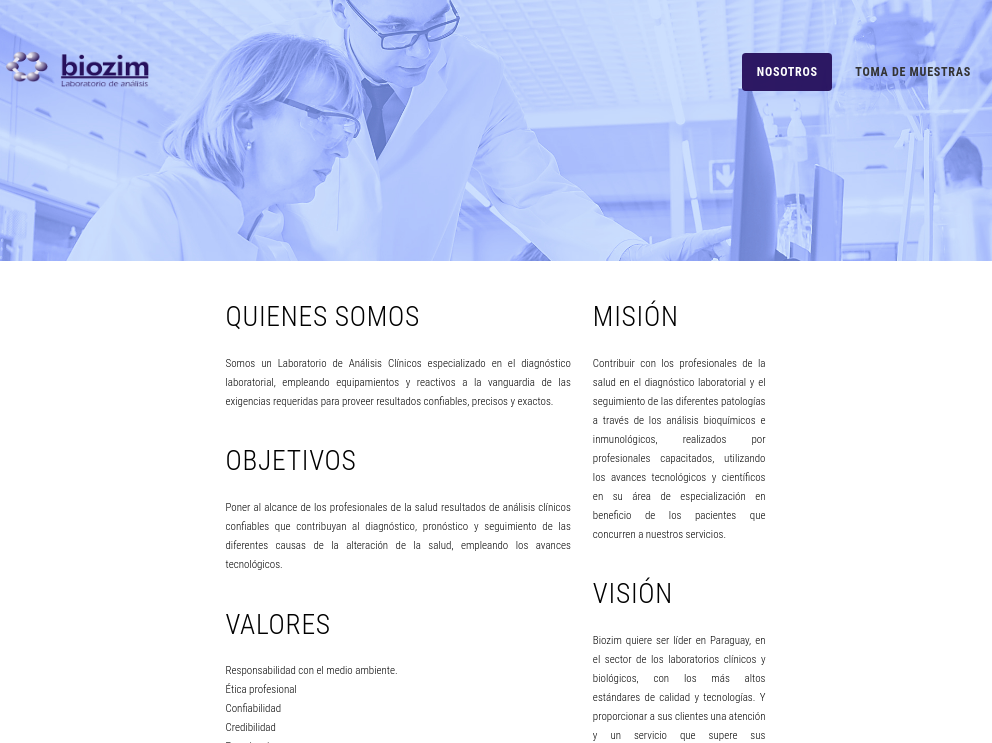 biozim
Laboratorio de análisis
NOSOTROS
TOMA DE MUESTRAS
QUIENES SOMOS
Somos un Laboratorio de Análisis Clínicos especializado en el diagnóstico
laboratorial, empleando equipamientos y reactivos a la vanguardia de las
exigencias requeridas para proveer resultados confiables, precisos y exactos.
OBJETIVOS
Poner al alcance de los profesionales de la salud resultados de análisis clínicos
confiables que contribuyan al diagnóstico, pronóstico y seguimiento de las
diferentes causas de la alteración de la salud, empleando los avances
tecnológicos.
VALORES
Responsabilidad con el medio ambiente.
Ética profesional
Confiabilidad
Credibilidad
MISIÓN
Contribuir con los profesionales de la
salud en el diagnóstico laboratorial y el
seguimiento de las diferentes patologías
a través de los análisis bioquímicos e
inmunológicos, realizados por
profesionales capacitados, utilizando
los avances tecnológicos y científicos
en su área de especialización en
beneficio de los pacientes que
concurren a nuestros servicios.
VISIÓN
Biozim quiere ser líder en Paraguay, en
el sector de los laboratorios clínicos y
biológicos, con los más altos
estándares de calidad y tecnologías. Y
proporcionar a sus clientes una atención
y un servicio que supere sus